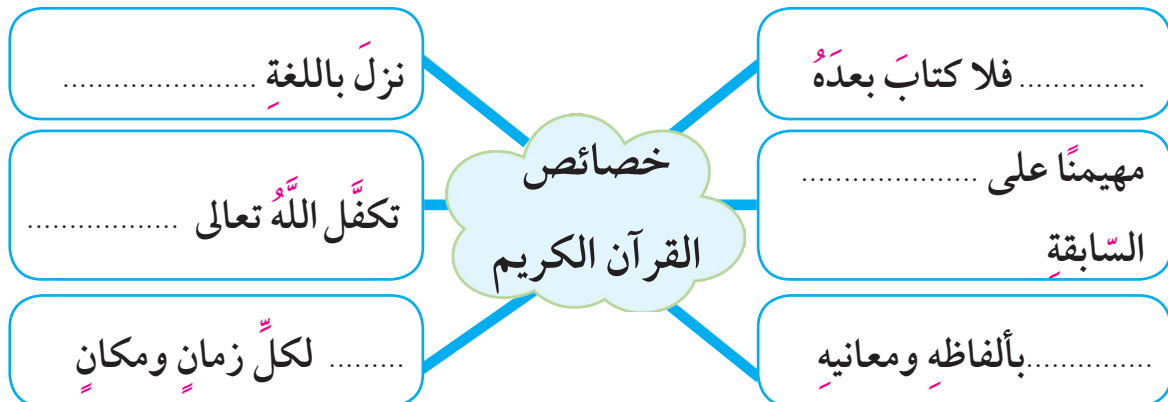 خصائص
القرآن الكريم
............... فلا كتابَ بعدَهُ
مهيمنًا على .....................
السّابقةِ
...............بألفاظهِ ومعانيهِ
نزلَ باللغةِ .......................
تكفَّل اللَّهُ تعالى ..................
......... لكلِّ زمانٍ ومكانٍ